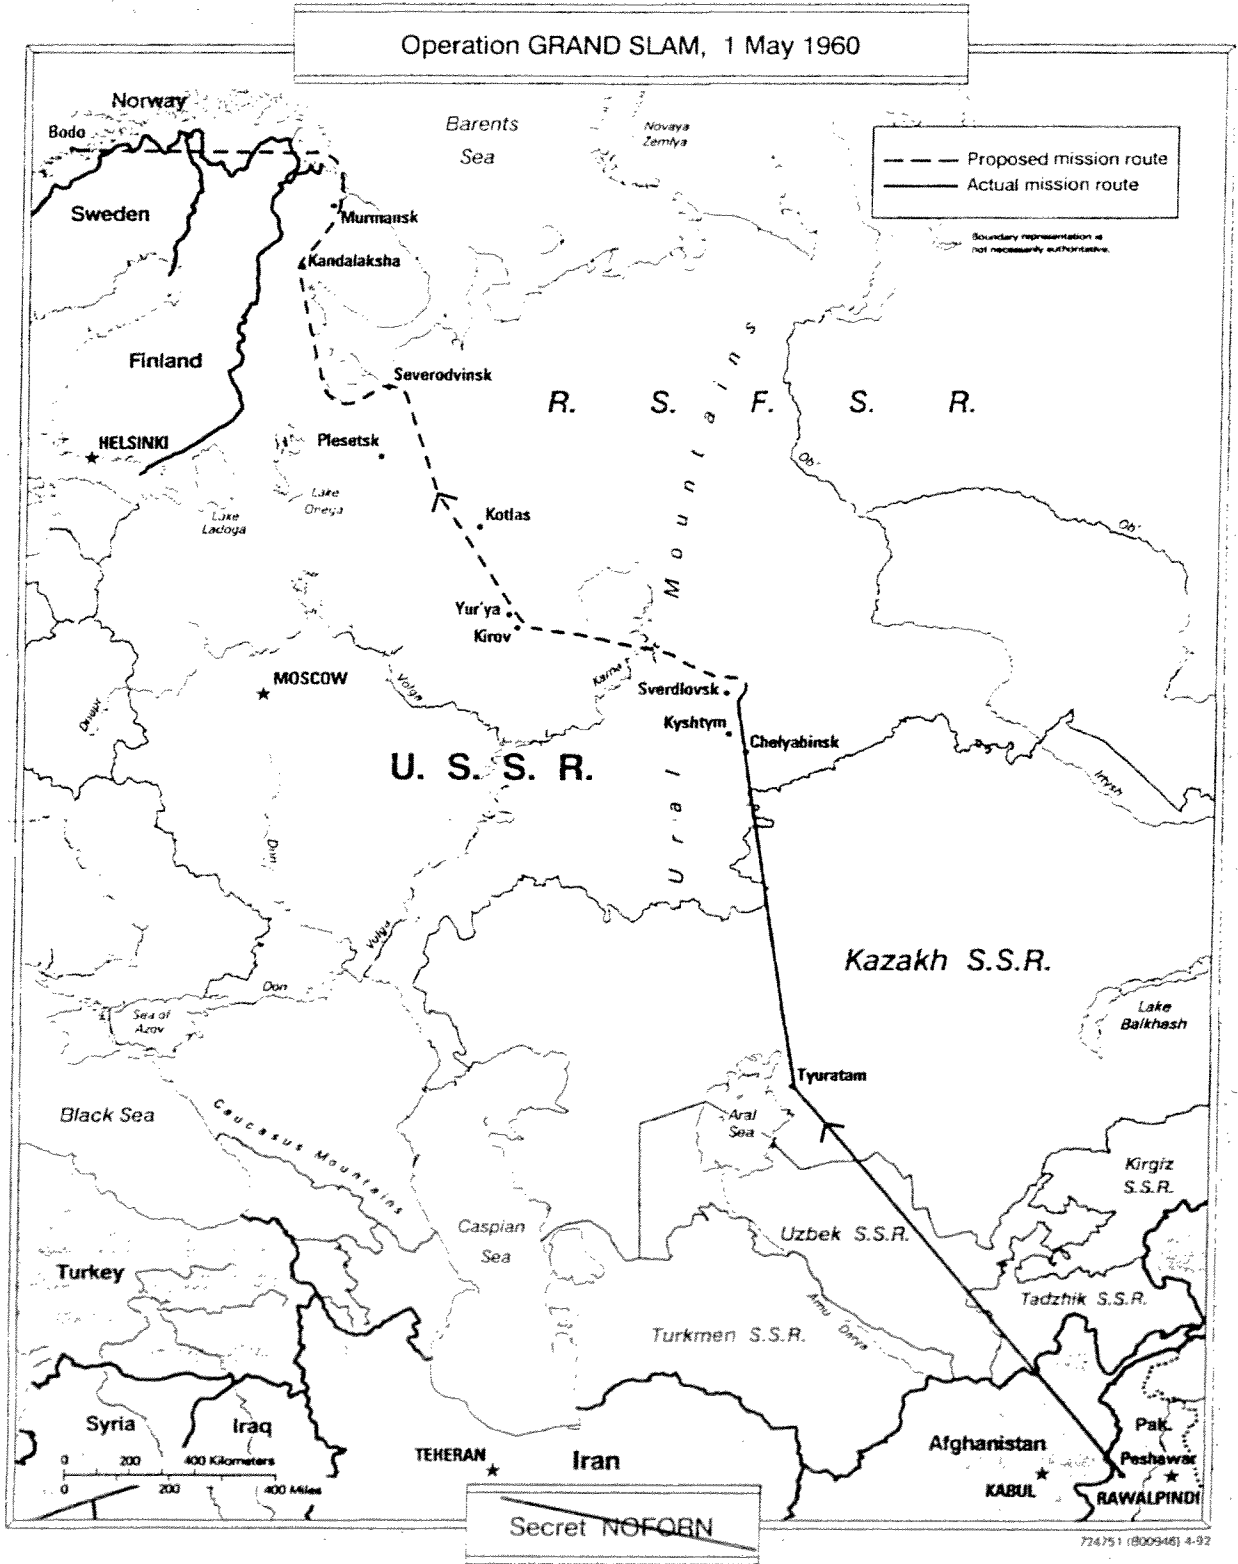 Operation GRAND SLAM, 1 May 1960
Norway
Bodo
Barents
Sea
Novaya
Zemlya
Proposed mission route
Actual mission route
Boundary representation is
not necessarily authoritative.
Sweden
Murmansk
Kandalaksha
Finland
Severodvinsk
R. S. F. S. R.
HELSINKI
Plesetsk
Ob'
Lake
Onega
Lake
Ladoga
Kotlas
Ob'
Ural Mountains
Yur'ya
Kirov
MOSCOW
Volga
Kama
Sverdlovsk
Dnepr
Kyshtym
Chelyabinsk
U. S. S. R.
Irtysh
Don
Volga
Kazakh S.S.R.
Don
Sea of
Azov
Lake
Balkhash
Tyuratam
Black Sea
Caucasus Mountains
Aral
Sea
Kirgiz
S.S.R.
Caspian
Sea
Uzbek S.S.R.
Turkey
Tadzhik S.S.R.
Amu Darya
Turkmen S.S.R.
Syria
Iraq
Pak.
Afghanistan
TEHERAN
Iran
Peshawar
KABUL
RAWALPINDI
0 200 400 Kilometers
0 200 400 Miles
Secret NOFORN
724751 (B00946) 4-92